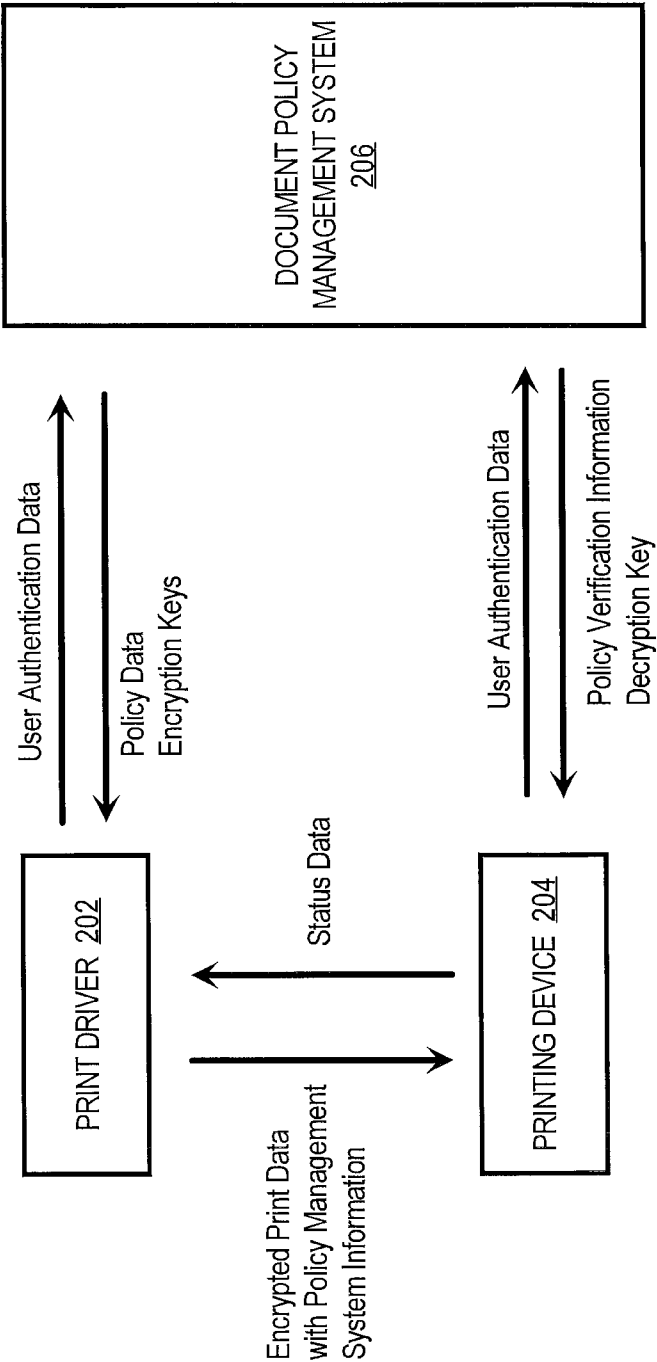 DOCUMENT POLICY
MANAGEMENT SYSTEM
206
User Authentication Data
Policy Data
Encryption Keys
User Authentication Data
Policy Verification Information
Decryption Key
PRINT DRIVER 202
Status Data
PRINTING DEVICE 204
Encrypted Print Data
with Policy Management
System Information